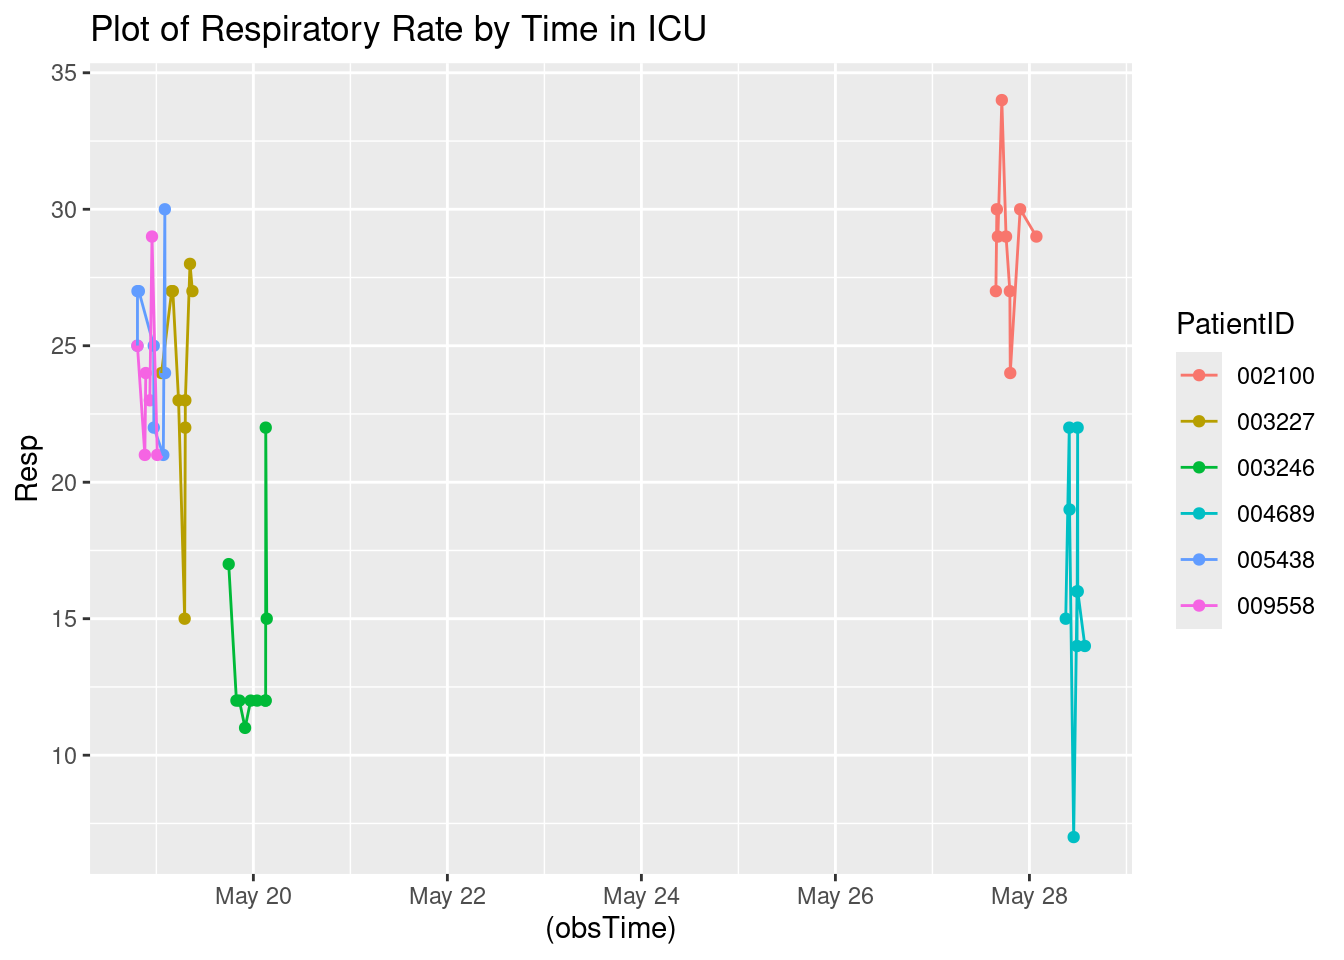 Plot of Respiratory Rate by Time in ICU
35
30
25
20
15
10
Resp
May 20
May 22
May 24
May 26
May 28
(obsTime)
PatientID
002100
003227
003246
004689
005438
009558